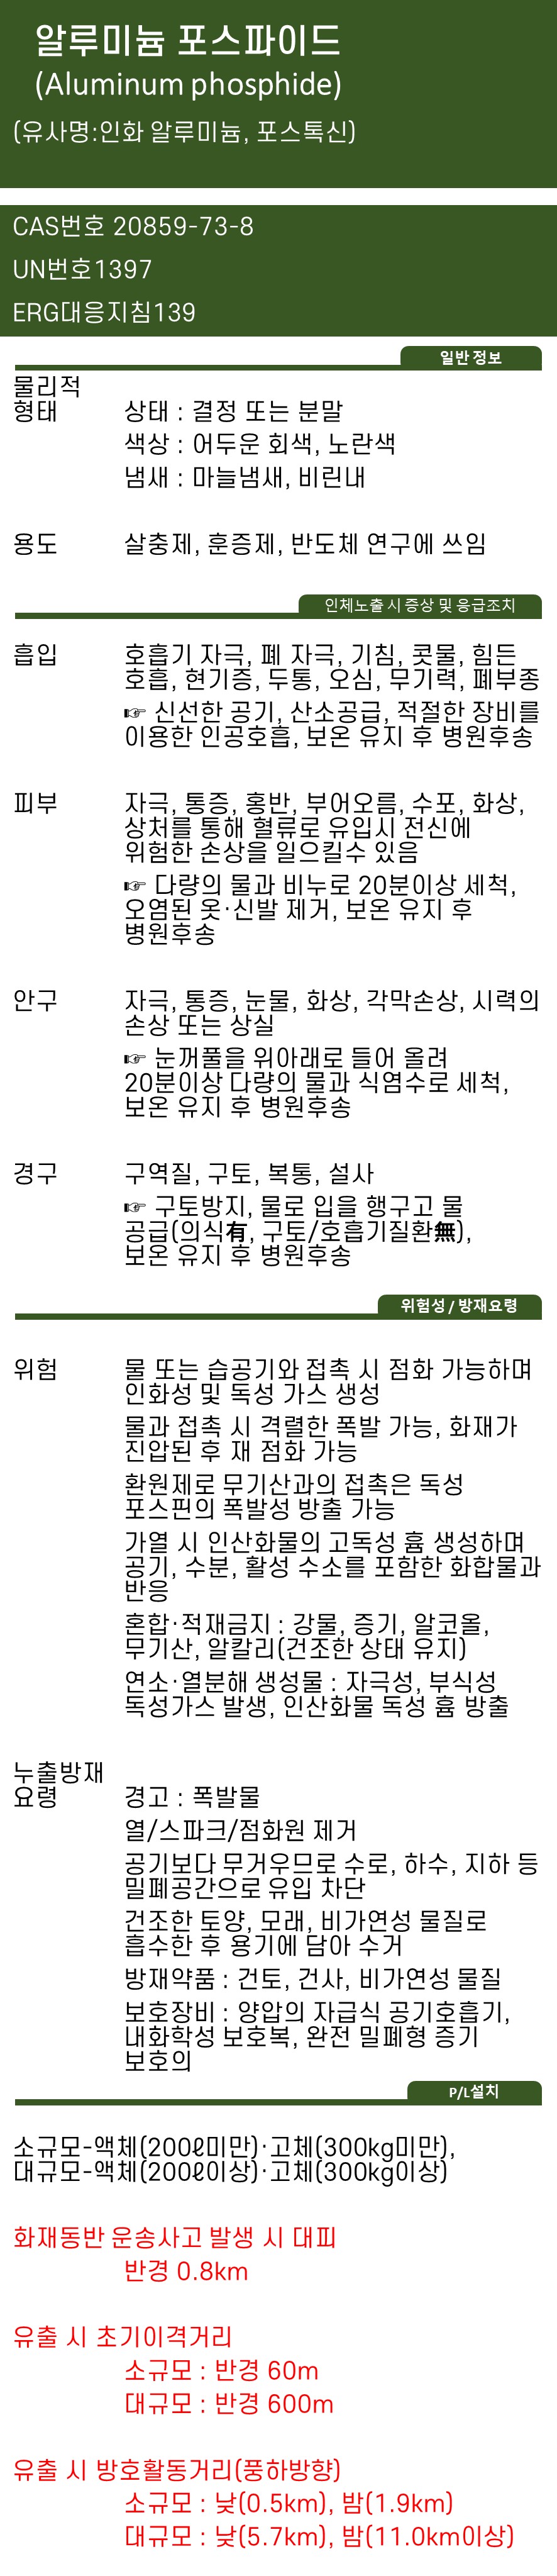 알루미늄 포스파이드
(Aluminum phosphide)
(유사명:인화 알루미늄, 포스톡신)
CAS번호 20859-73-8
UN번호1397
ERG대응지침139
일반 정보
물리적
형태 상태 : 결정 또는 분말
색상 : 어두운 회색, 노란색
냄새 : 마늘냄새, 비린내
용도 살충제, 훈증제, 반도체 연구에 쓰임
인체노출 시 증상 및 응급조치
흡입 호흡기 자극, 폐 자극, 기침, 콧물, 힘든
호흡, 현기증, 두통, 오심, 무기력, 폐부종
☞ 신선한 공기, 산소공급, 적절한 장비를
이용한 인공호흡, 보온 유지 후 병원후송
피부 자극, 통증, 홍반, 부어오름, 수포, 화상,
상처를 통해 혈류로 유입시 전신에
위험한 손상을 일으킬수 있음
☞ 다량의 물과 비누로 20분이상 세척,
오염된 옷·신발 제거, 보온 유지 후
병원후송
안구 자극, 통증, 눈물, 화상, 각막손상, 시력의
손상 또는 상실
☞ 눈꺼풀을 위아래로 들어 올려
20분이상 다량의 물과 식염수로 세척,
보온 유지 후 병원후송
경구 구역질, 구토, 복통, 설사
☞ 구토방지, 물로 입을 행구고 물
공급(의식有, 구토/호흡기질환無),
보온 유지 후 병원후송
위험성 / 방재요령
위험 물 또는 습공기와 접촉 시 점화 가능하며
인화성 및 독성 가스 생성
물과 접촉 시 격렬한 폭발 가능, 화재가
진압된 후 재 점화 가능
환원제로 무기산과의 접촉은 독성
포스핀의 폭발성 방출 가능
가열 시 인산화물의 고독성 흄 생성하며
공기, 수분, 활성 수소를 포함한 화합물과
반응
혼합·적재금지 : 강물, 증기, 알코올,
무기산, 알칼리(건조한 상태 유지)
연소·열분해 생성물 : 자극성, 부식성
독성가스 발생, 인산화물 독성 흄 방출
누출방재
요령 경고 : 폭발물
열/스파크/점화원 제거
공기보다 무거우므로 수로, 하수, 지하 등
밀폐공간으로 유입 차단
건조한 토양, 모래, 비가연성 물질로
흡수한 후 용기에 담아 수거
방재약품 : 건토, 건사, 비가연성 물질
보호장비 : 양압의 자급식 공기호흡기,
내화학성 보호복, 완전 밀폐형 증기
보호의
P/L설치
소규모-액체(200ℓ미만)·고체(300kg미만),
대규모-액체(200ℓ이상)·고체(300kg이상)
화재동반 운송사고 발생 시 대피
반경 0.8km
유출 시 초기이격거리
소규모 : 반경 60m
대규모 : 반경 600m
유출 시 방호활동거리(풍하방향)
소규모 : 낮(0.5km), 밤(1.9km)
대규모 : 낮(5.7km), 밤(11.0km이상)